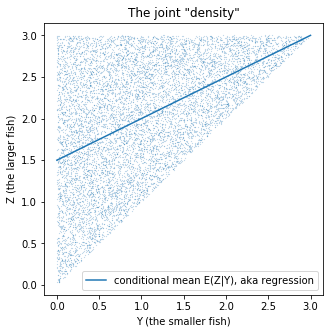 The joint "density"
3.0
2.5
2.0
1.5
1.0
0.5
0.0
Z (the larger fish)
conditional mean E(Z|Y), aka regression
0.0 0.5 1.0 1.5 2.0 2.5 3.0
Y (the smaller fish)